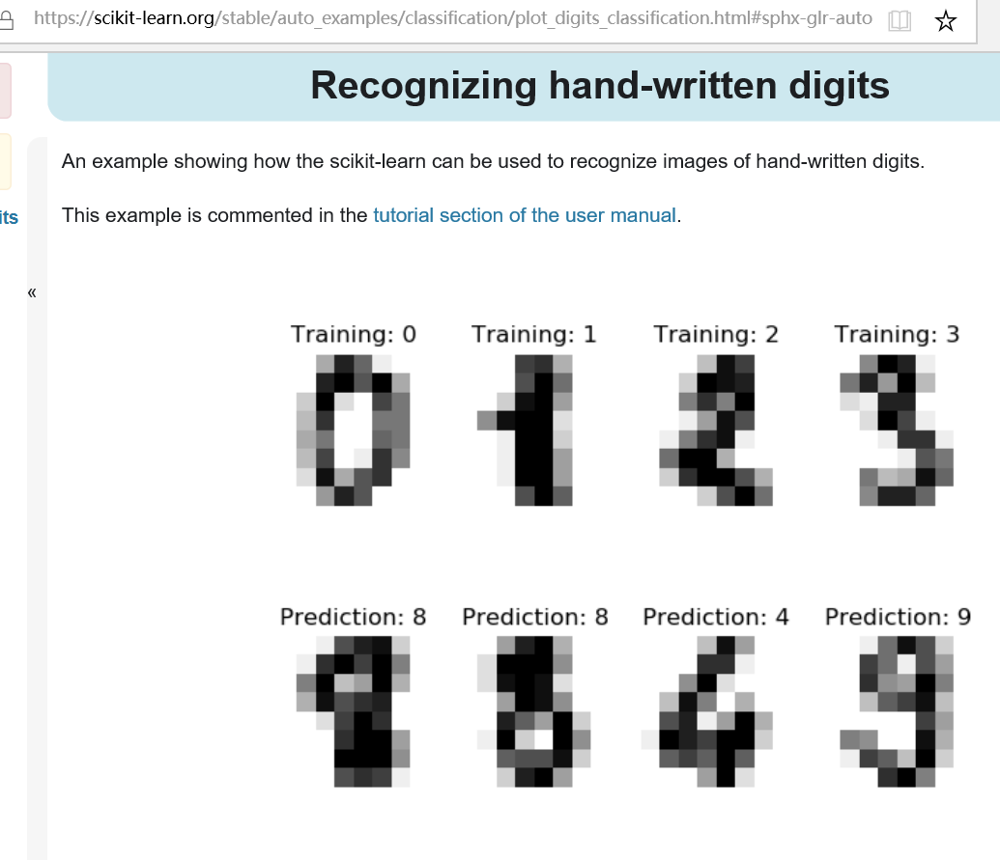 https://scikit-learn.org/stable/auto_examples/classification/plot_digits_classification.html#sphx-glr-auto
Recognizing hand-written digits
An example showing how the scikit-learn can be used to recognize images of hand-written digits.
its
This example is commented in the tutorial section of the user manual.
«
Training: 0 Training: 1 Training: 2 Training: 3
Prediction: 8 Prediction: 8 Prediction: 4 Prediction: 9